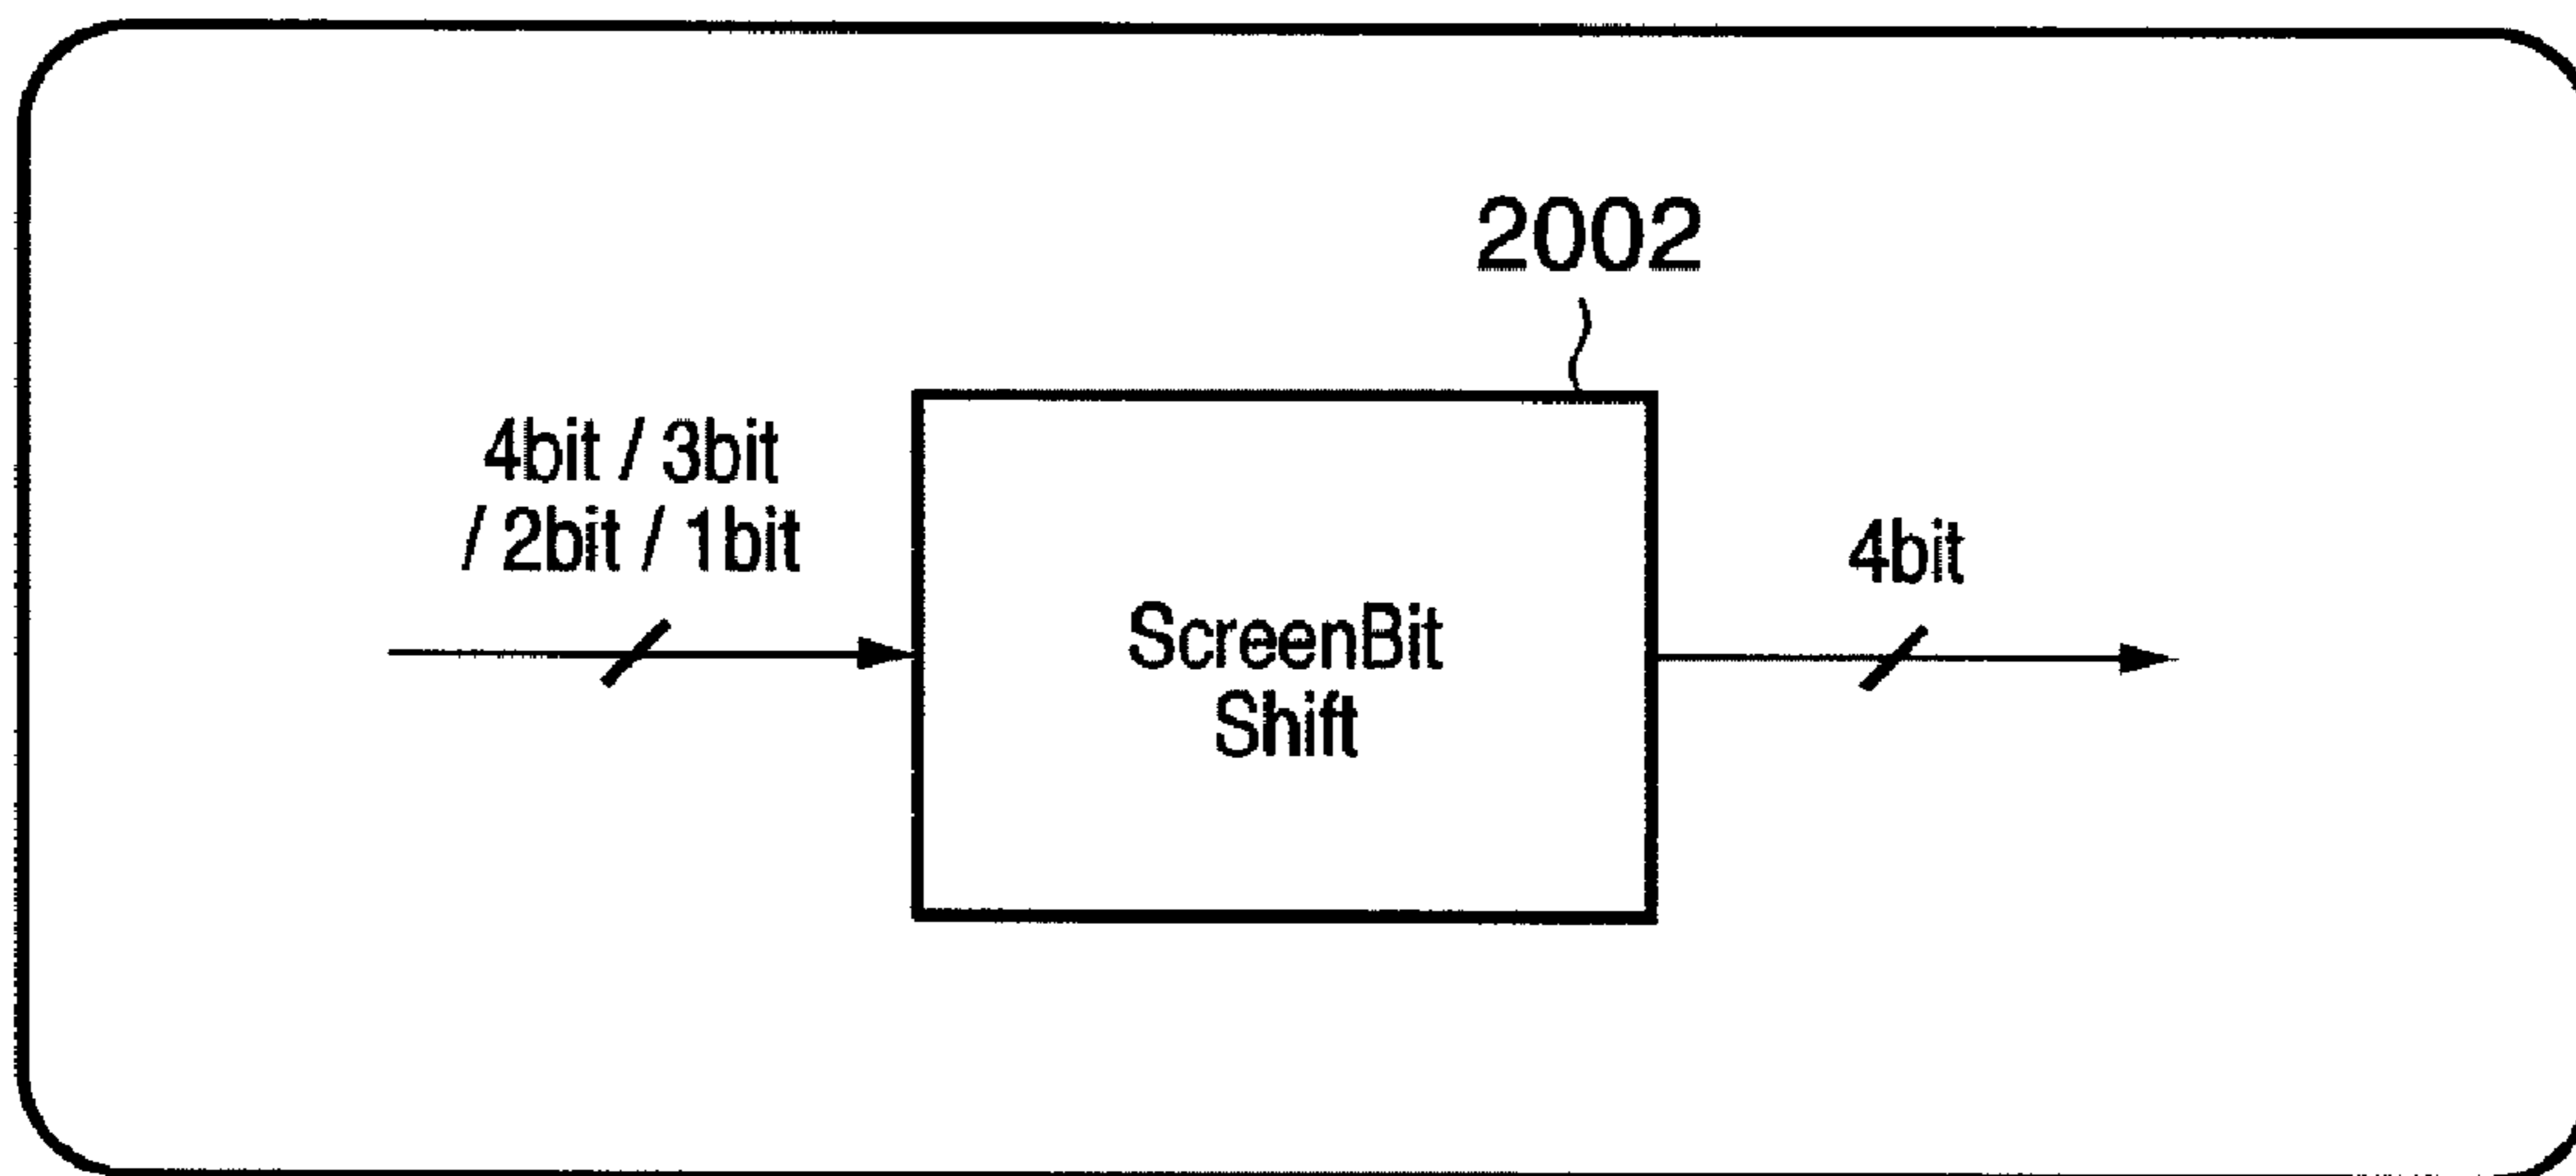 2002
4bit / 3bit
/ 2bit / 1bit
4bit
ScreenBit
Shift